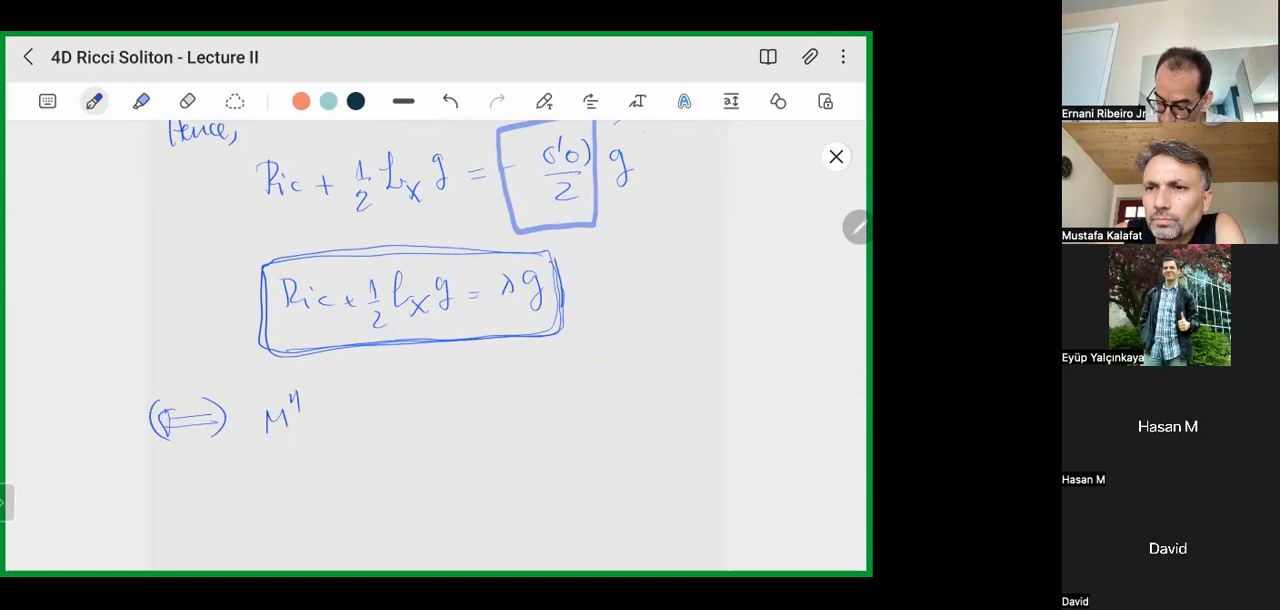 4D Ricci Soliton - Lecture II
Hence,
Ric + 1/2 L_X g = - σ'(0)/2 g
Ric + 1/2 L_X g = λg
(⟸) M^n
Ernani Ribeiro Jr
Mustafa Kalafat
Eyüp Yalçınkaya
Hasan M
Hasan M
David
David